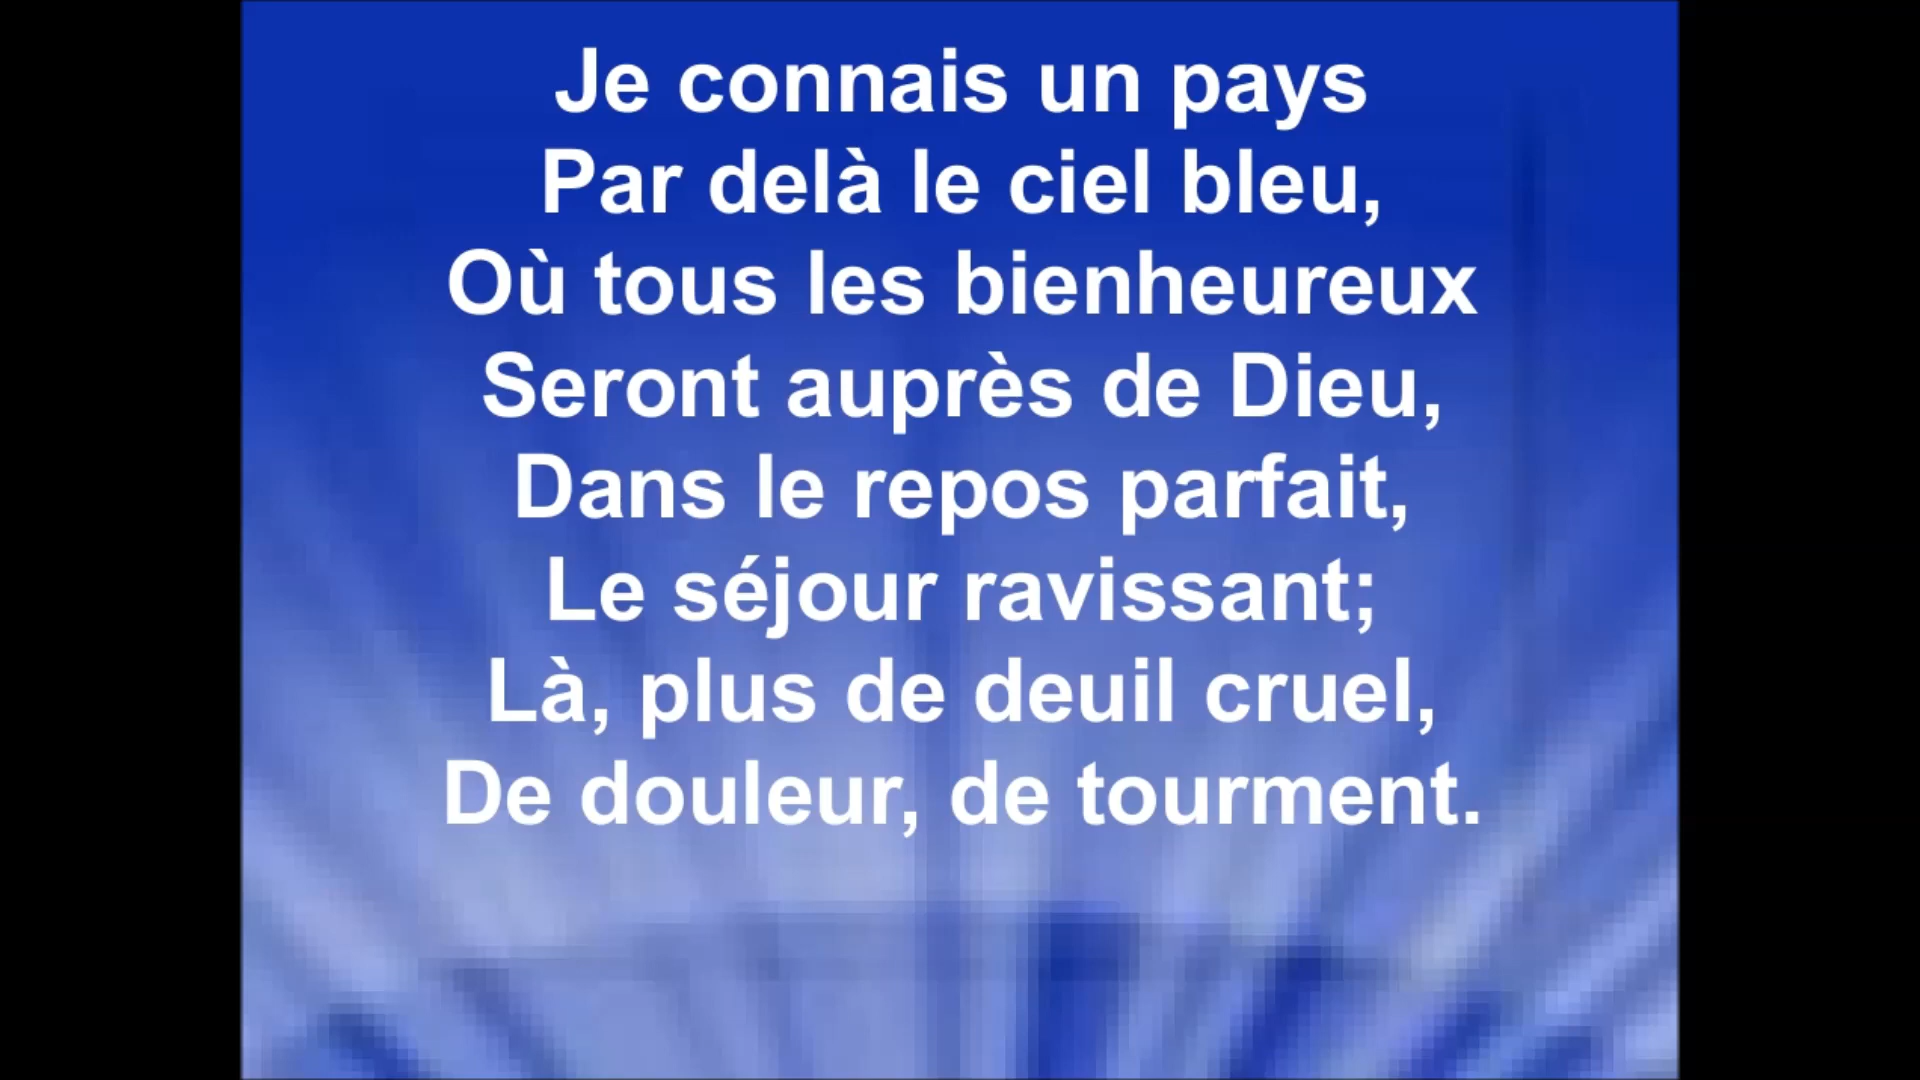 Je connais un pays
Par delà le ciel bleu,
Où tous les bienheureux
Seront auprès de Dieu,
Dans le repos parfait,
Le séjour ravissant;
Là, plus de deuil cruel,
De douleur, de tourment.